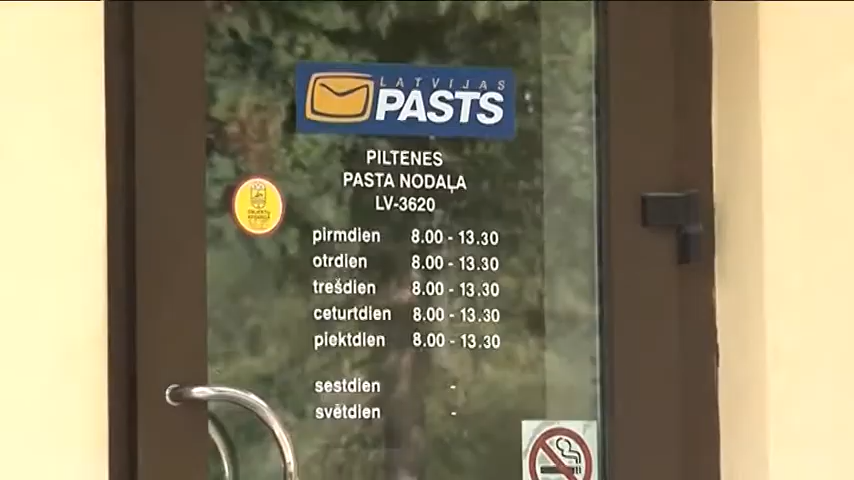 LATVIJAS
PASTS
PILTENES
PASTA NODAĻA
LV-3620
pirmdien 8.00 - 13.30
otrdien 8.00 - 13.30
trešdien 8.00 - 13.30
ceturtdien 8.00 - 13.30
piektdien 8.00 - 13.30
sestdien -
svētdien -